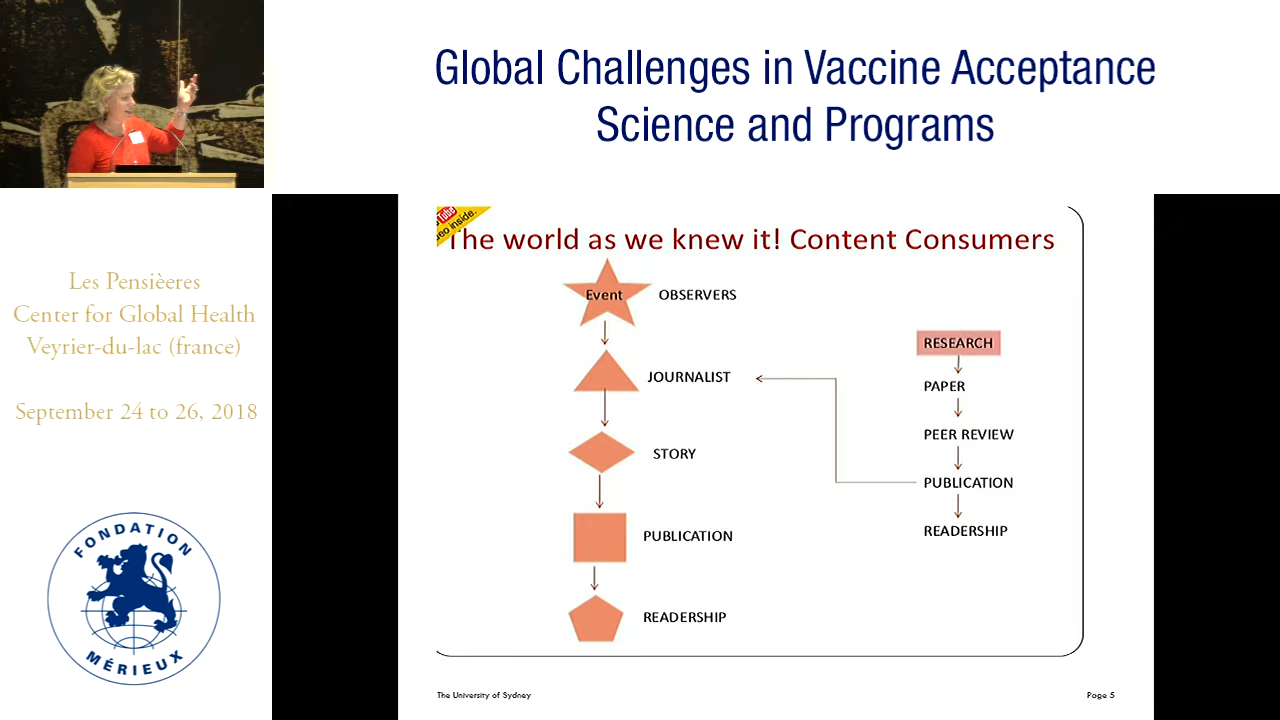 Global Challenges in Vaccine Acceptance
Science and Programs
Les Pensièeres
Center for Global Health
Veyrier-du-lac (france)
September 24 to 26, 2018
FONDATION
MÉRIEUX
Tube
inside.
The world as we knew it! Content Consumers
Event
OBSERVERS
JOURNALIST
STORY
PUBLICATION
READERSHIP
RESEARCH
PAPER
PEER REVIEW
PUBLICATION
READERSHIP
The University of Sydney
Page 5